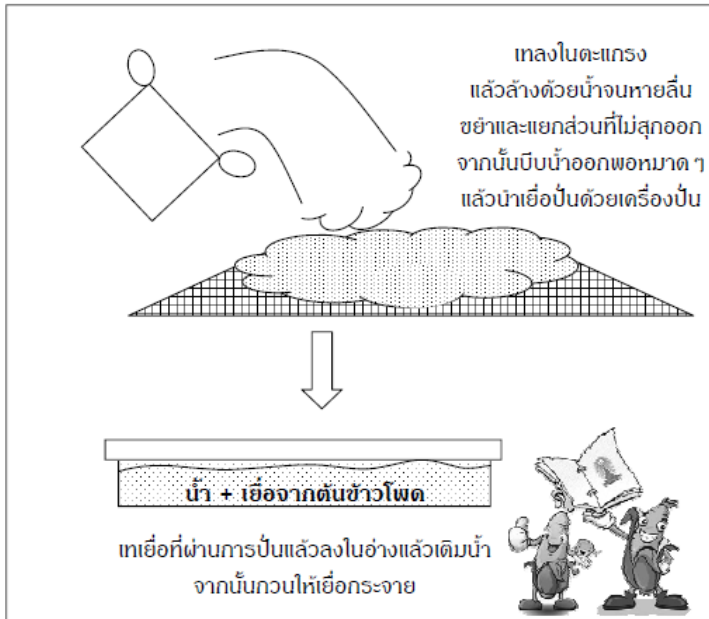 เทลงในตะแกรง
แล้วล้างด้วยน้ำจนหายลื่น
ขยำและแยกส่วนที่ไม่สุกออก
จากนั้นบีบน้ำออกพอหมาด ๆ
แล้วนำเยื่อปั่นด้วยเครื่องปั่น
น้ำ + เยื่อจากต้นข้าวโพด
เทเยื่อที่ผ่านการปั่นแล้วลงในอ่างแล้วเติมน้ำ
จากนั้นกวนให้เยื่อกระจาย